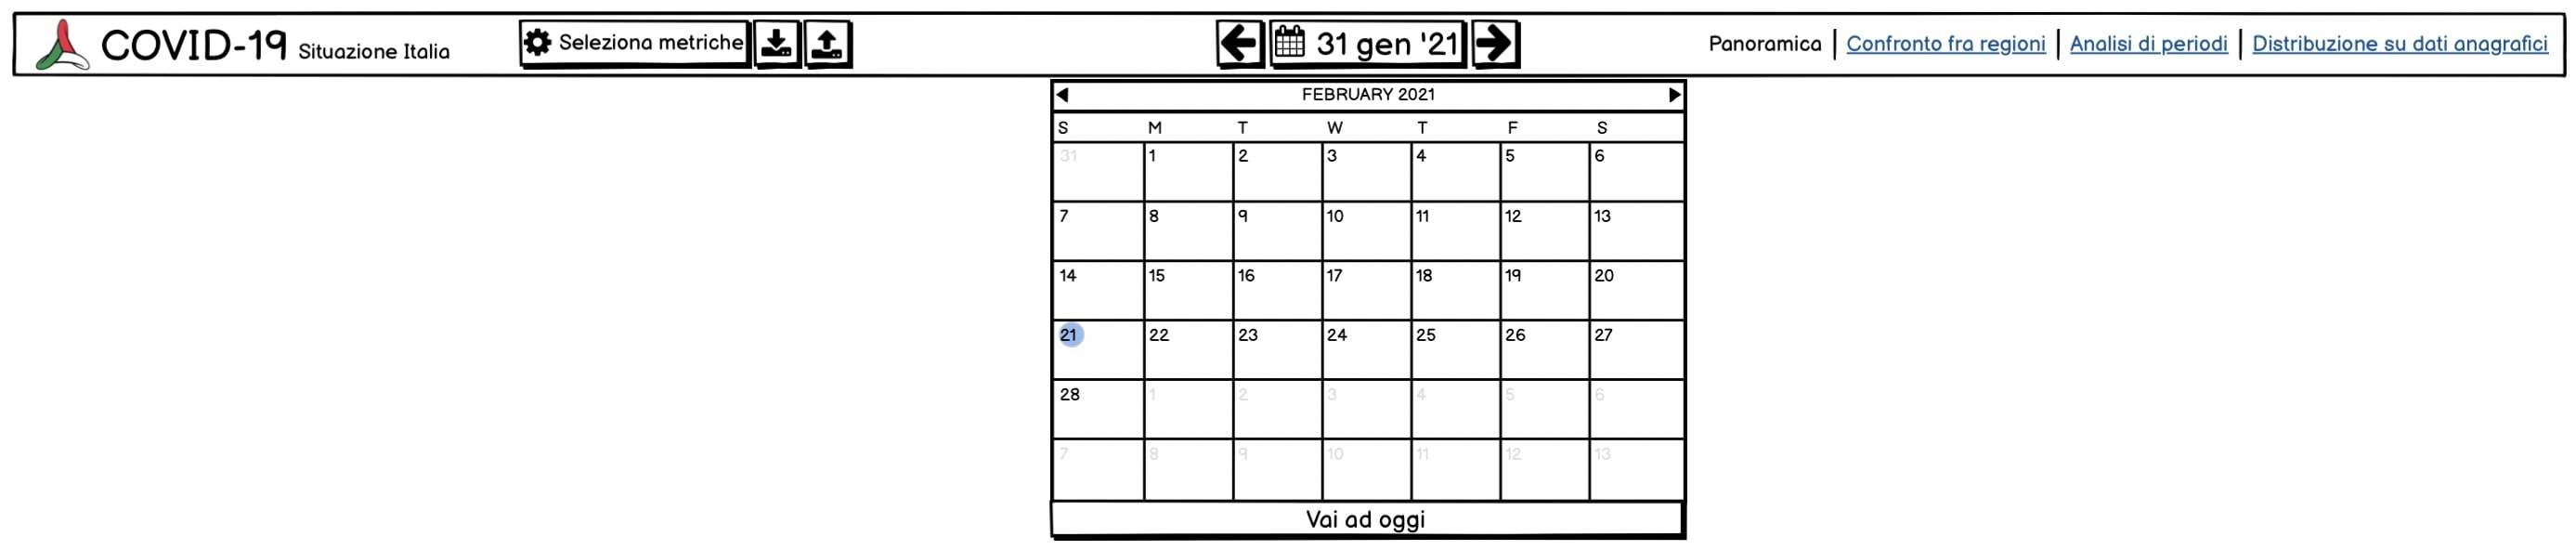 COVID-19 Situazione Italia Seleziona metriche 31 gen '21 Panoramica Confronto fra regioni Analisi di periodi Distribuzione su dati anagrafici
FEBRUARY 2021
S M T W T F S
31 1 2 3 4 5 6
7 8 9 10 11 12 13
14 15 16 17 18 19 20
21 22 23 24 25 26 27
28 1 2 3 4 5 6
7 8 9 10 11 12 13
Vai ad oggi